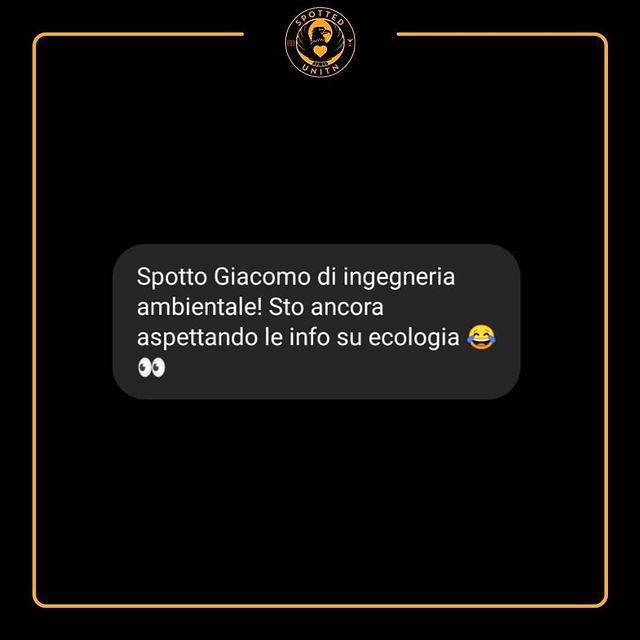 SPOTTED
UNITN
Spotto Giacomo di ingegneria
ambientale! Sto ancora
aspettando le info su ecologia 😂
👀